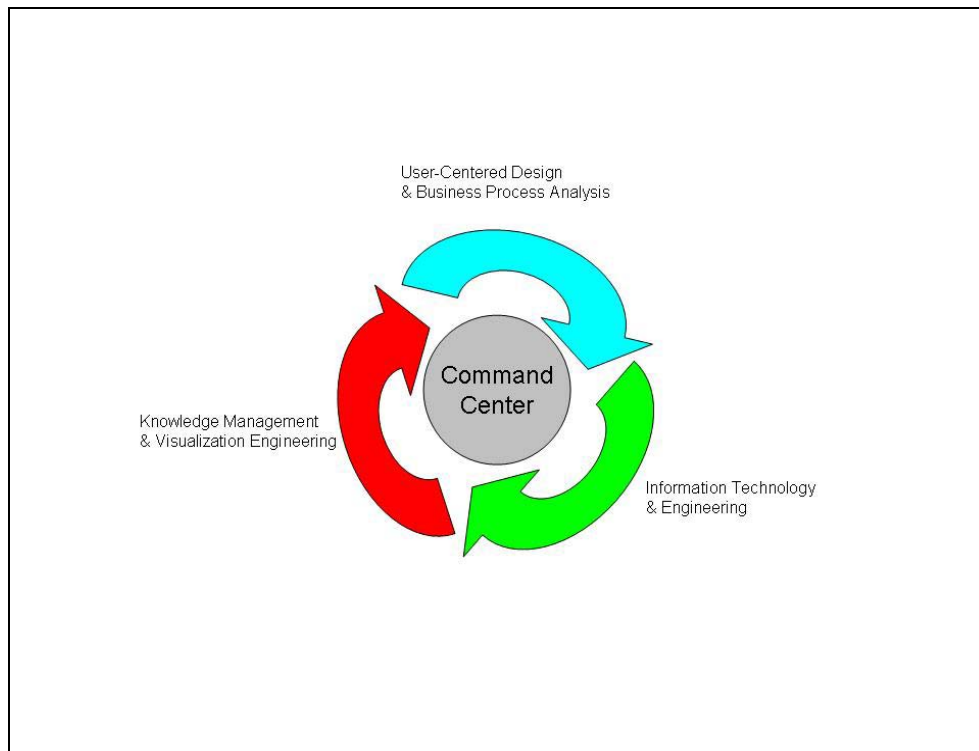 User-Centered Design
& Business Process Analysis
Command
Center
Knowledge Management
& Visualization Engineering
Information Technology
& Engineering